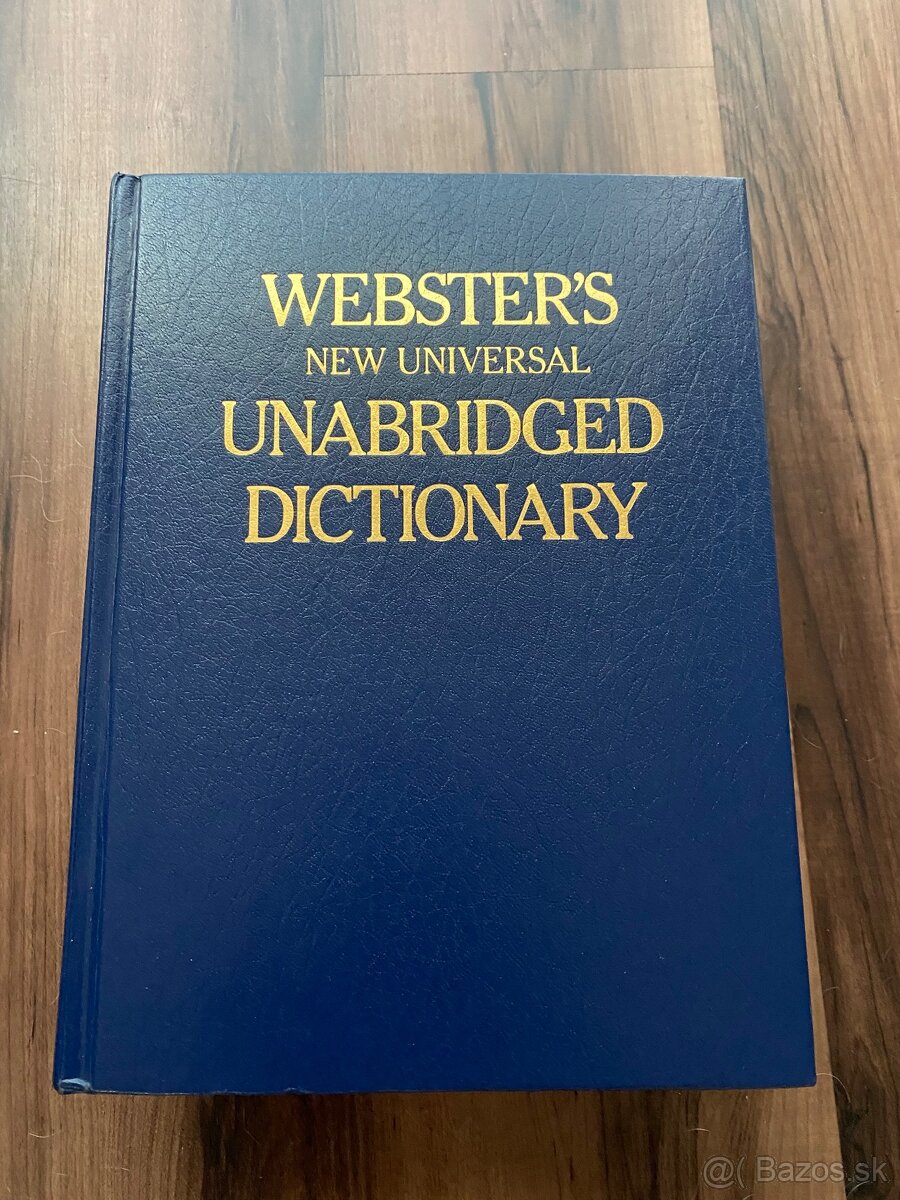 WEBSTER'S
NEW UNIVERSAL
UNABRIDGED
DICTIONARY
@( Bazos.sk